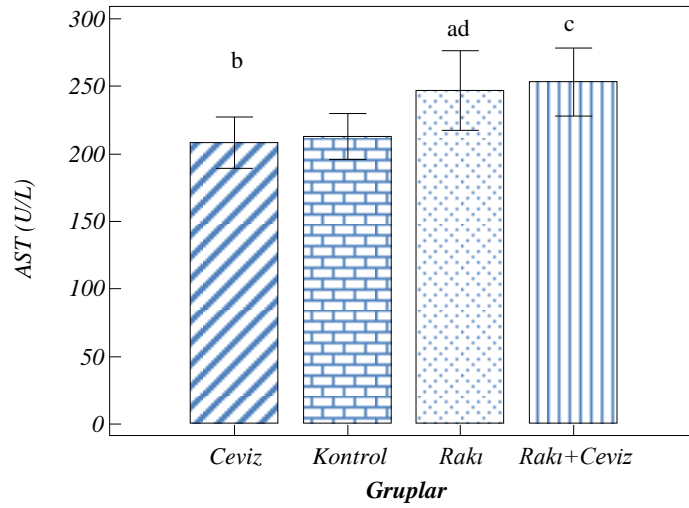 300
250
200
150
100
50
0
AST (U/L)
b
ad
c
Ceviz
Kontrol
Rakı
Rakı+Ceviz
Gruplar